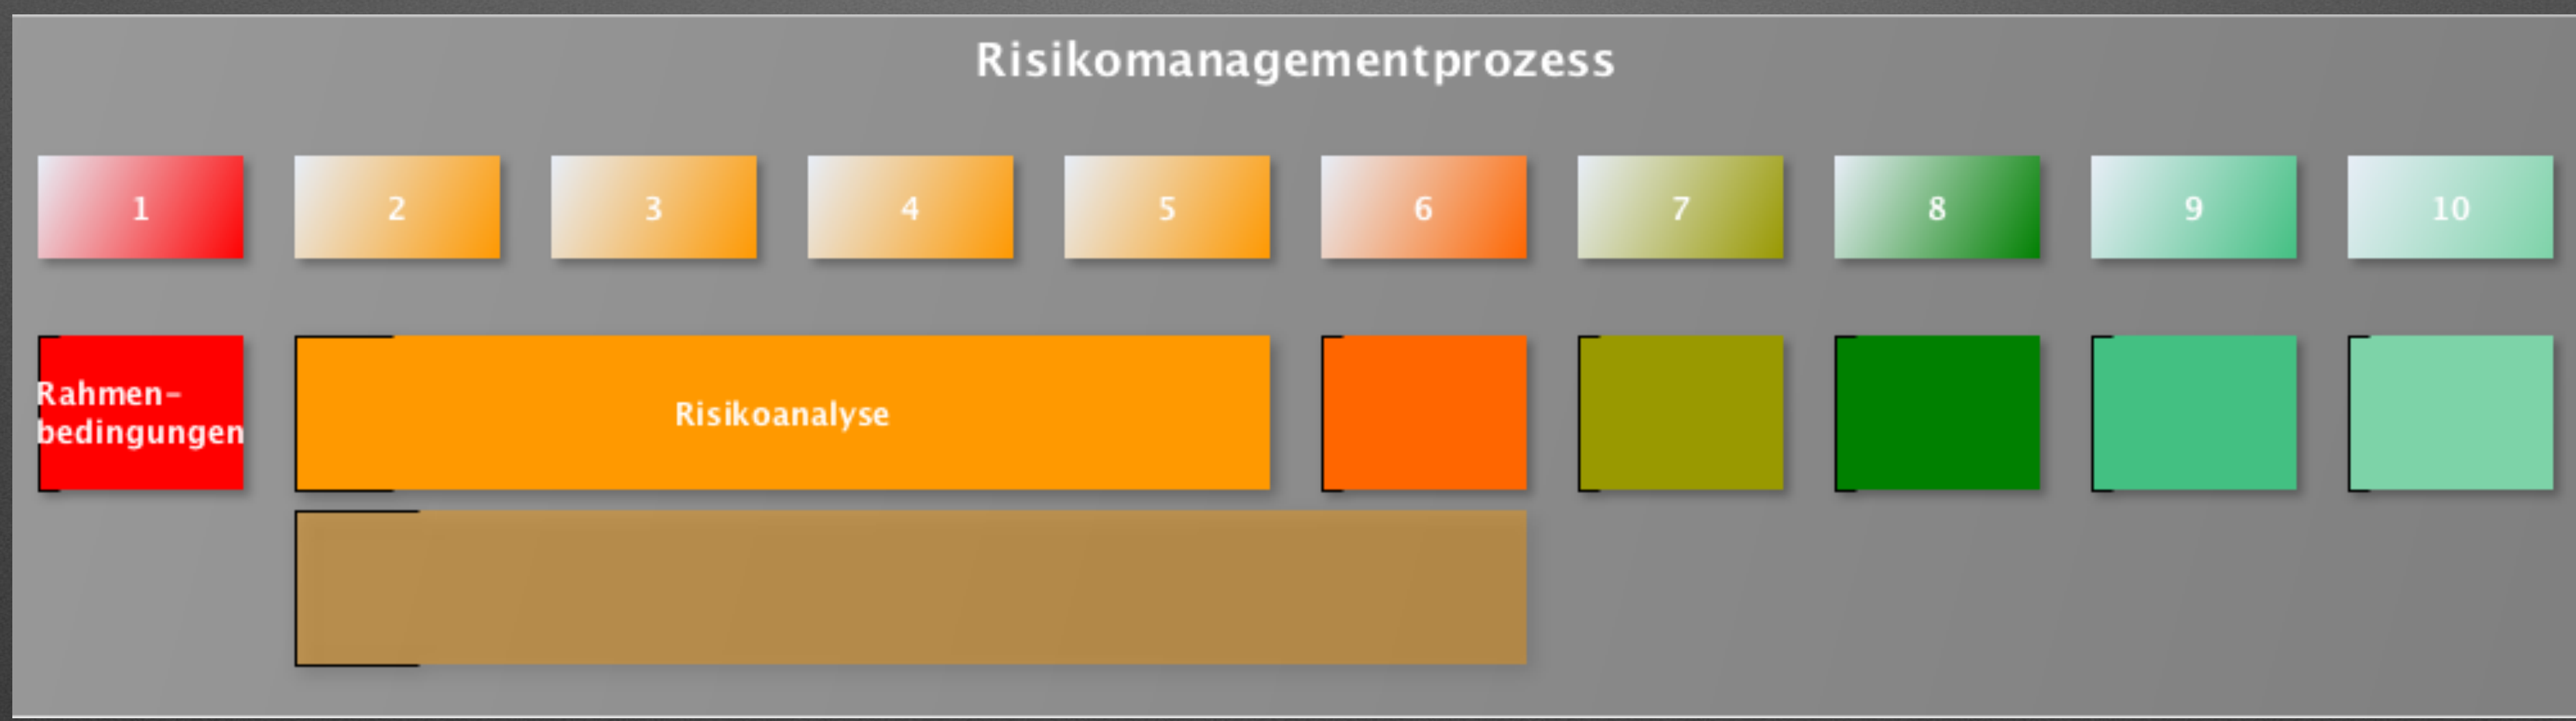 Risikomanagementprozess
1 2 3 4 5 6 7 8 9 10
Rahmen-
bedingungen
Risikoanalyse